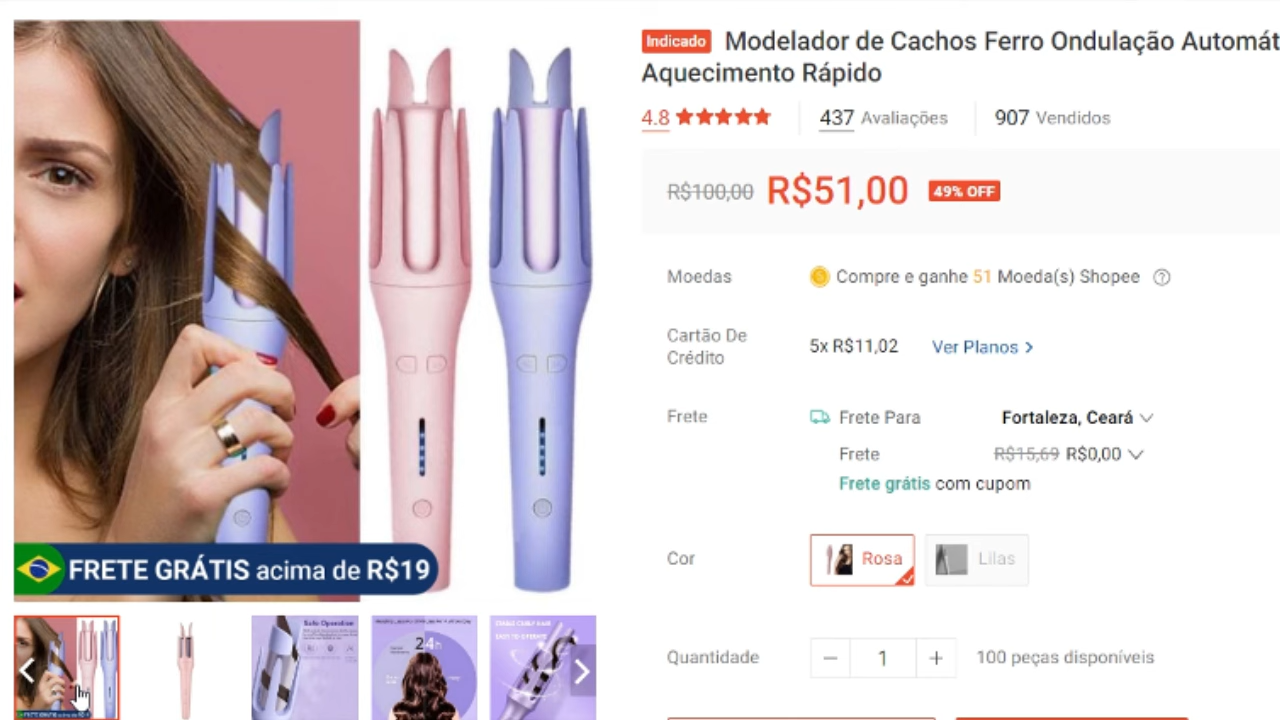 Indicado Modelador de Cachos Ferro Ondulação Automát
Aquecimento Rápido
4.8
437 Avaliações
907 Vendidos
R$100,00 R$51,00 49% OFF
Moedas
Compre e ganhe 51 Moeda(s) Shopee
Cartão De
Crédito
5x R$11,02 Ver Planos
Frete
Frete Para Fortaleza, Ceará
Frete R$15,69 R$0,00
Frete grátis com cupom
Cor
Rosa
Lilas
Quantidade
1
100 peças disponíveis
FRETE GRÁTIS acima de R$19
Safe Operation
24h